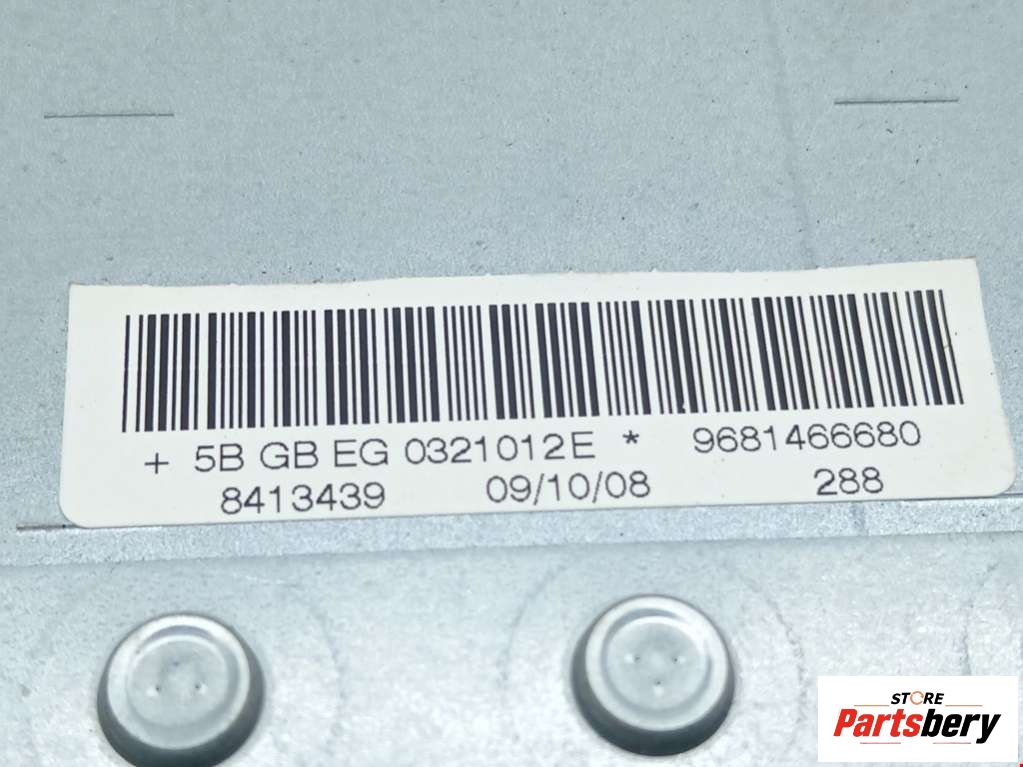 + 5B GB EG 0321012E * 9681466680
8413439 09/10/08 288
STORE
Partsbery